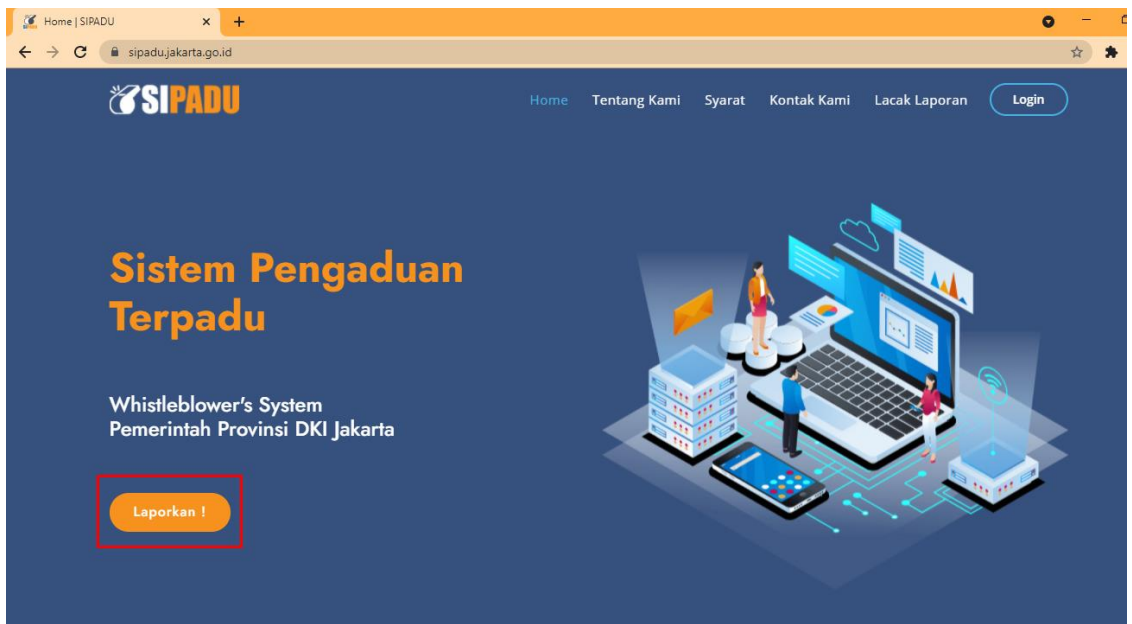 Home | SIPADU
sipadu.jakarta.go.id
SIPADU
Home Tentang Kami Syarat Kontak Kami Lacak Laporan Login
Sistem Pengaduan
Terpadu
Whistleblower's System
Pemerintah Provinsi DKI Jakarta
Laporkan !